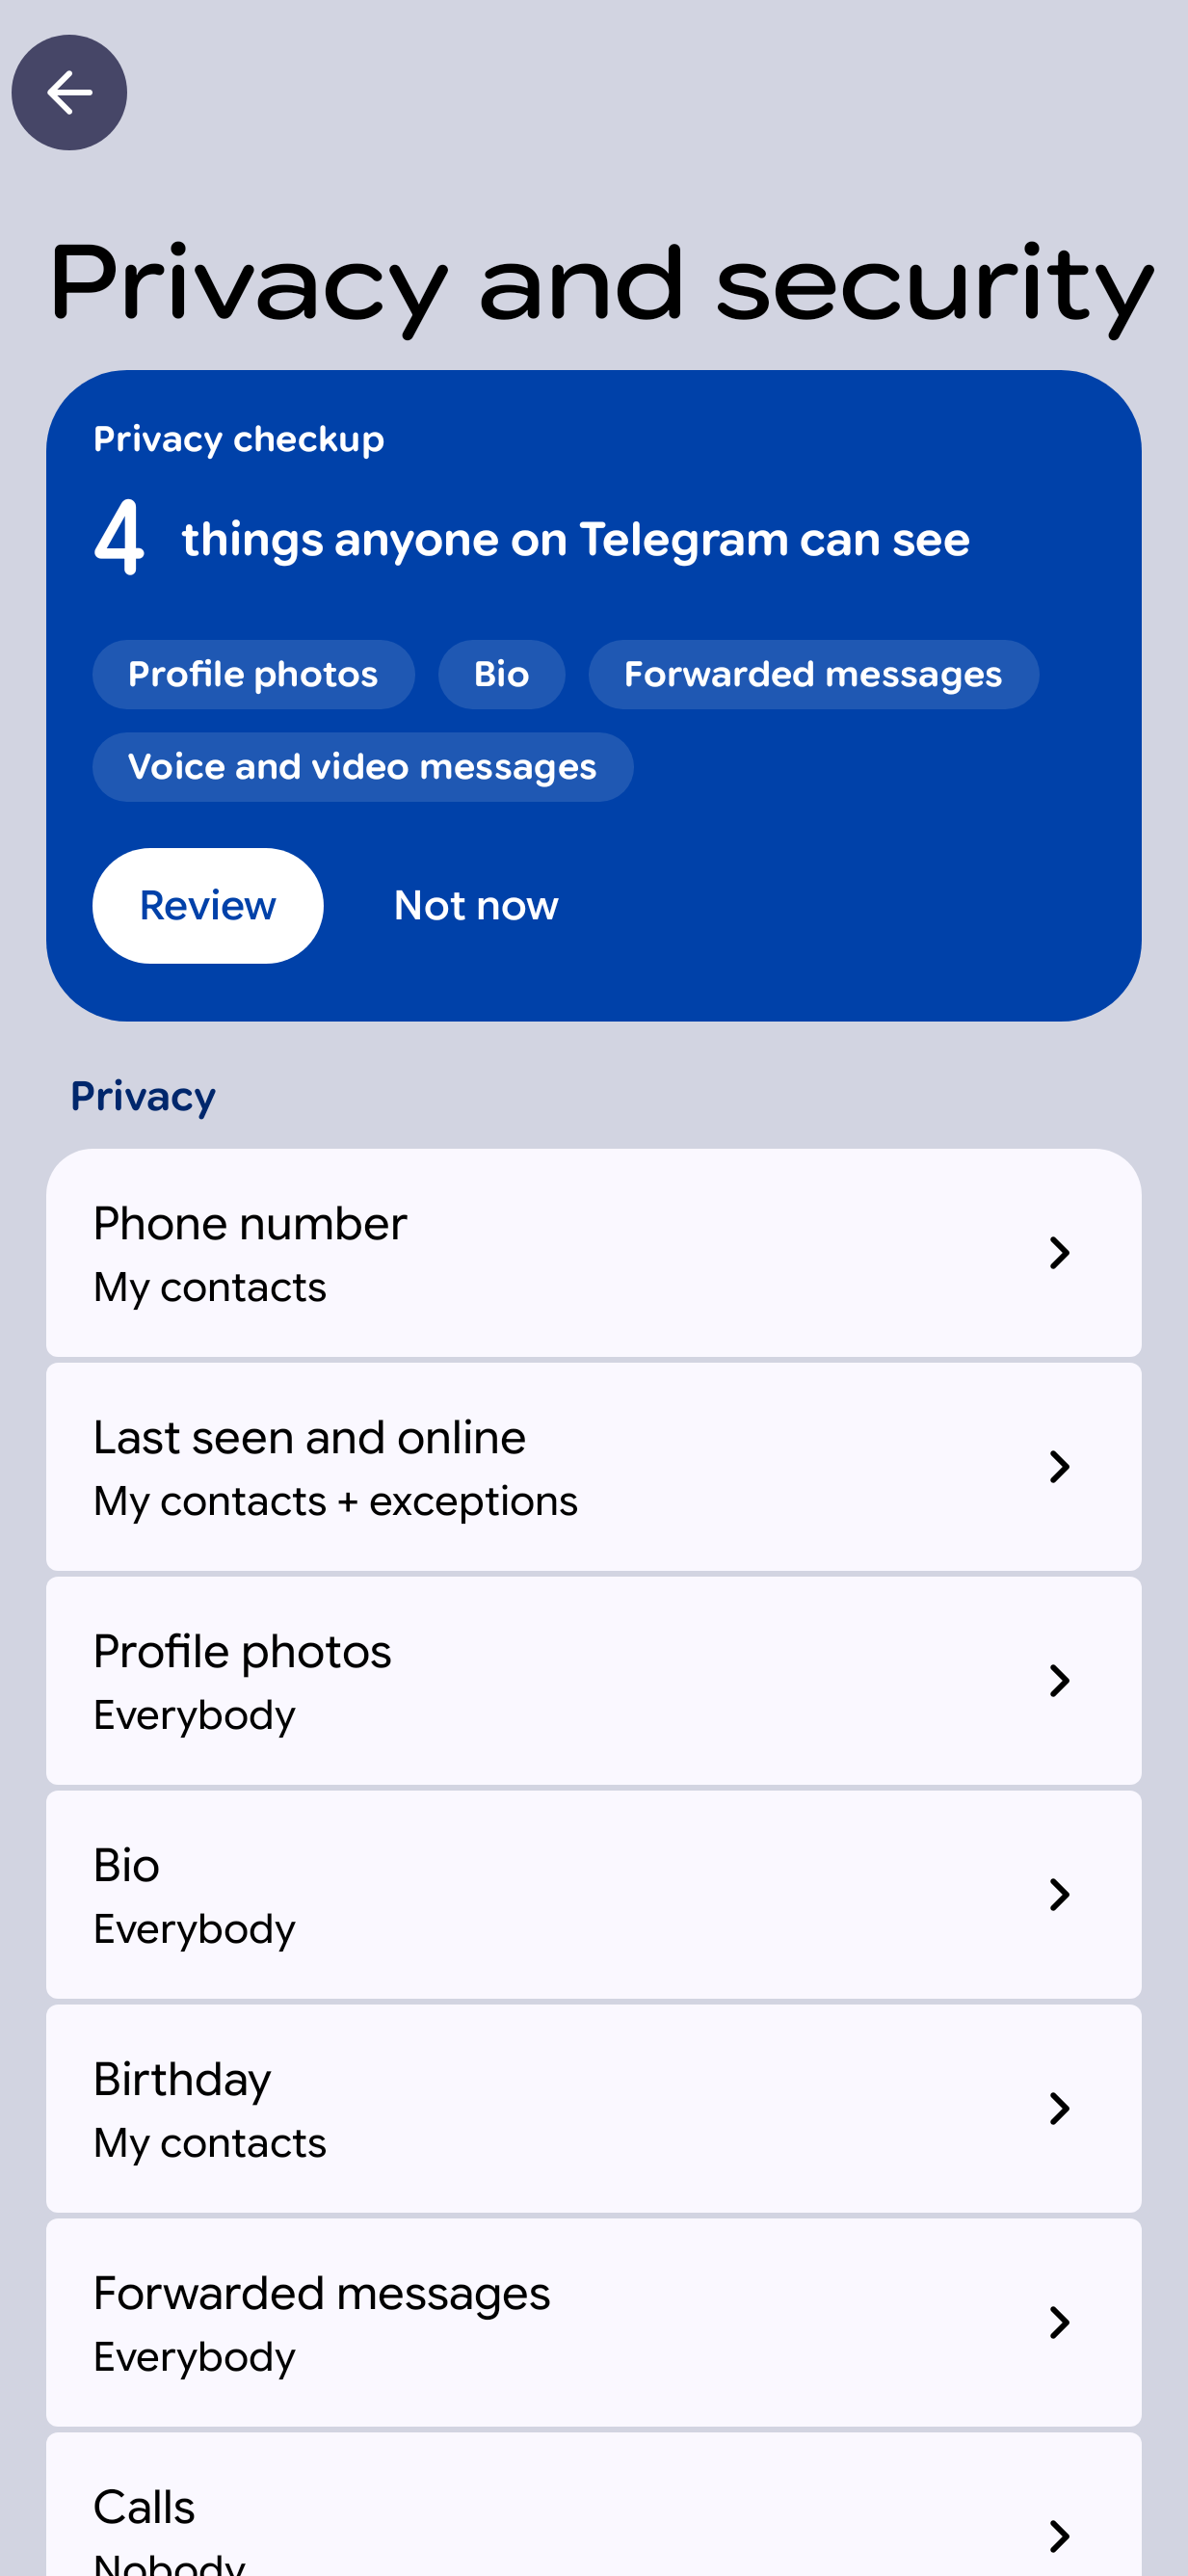 Privacy and security
Privacy checkup
4 things anyone on Telegram can see
Profile photos Bio Forwarded messages
Voice and video messages
Review Not now
Privacy
Phone number
My contacts
Last seen and online
My contacts + exceptions
Profile photos
Everybody
Bio
Everybody
Birthday
My contacts
Forwarded messages
Everybody
Calls
Nobody